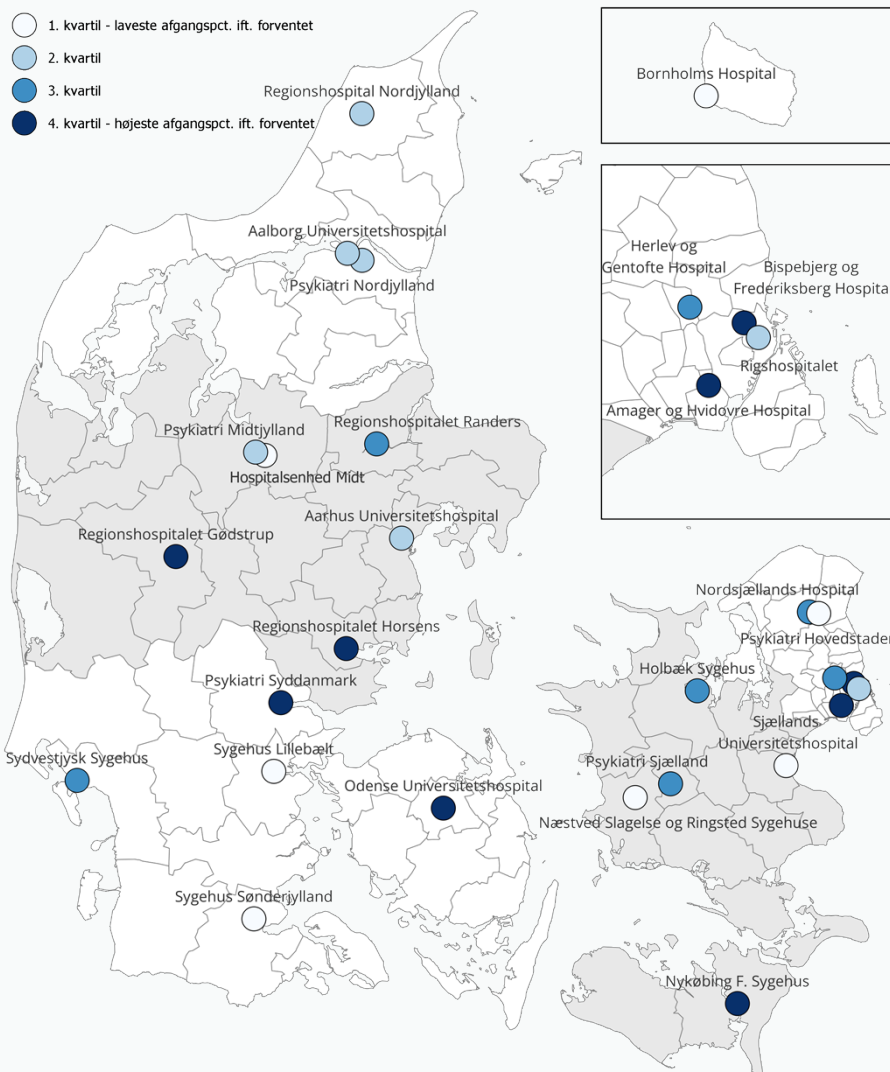 1. kvartil - laveste afgangspct. ift. forventet
2. kvartil
3. kvartil
4. kvartil - højeste afgangspct. ift. forventet
Regionshospital Nordjylland
Aalborg Universitetshospital
Psykiatri Nordjylland
Psykiatri Midtjylland
Regionshospitalet Randers
Hospitalsenhed Midt
Aarhus Universitetshospital
Regionshospitalet Gødstrup
Regionshospitalet Horsens
Psykiatri Syddanmark
Sygehus Lillebælt
Sydvestjysk Sygehus
Odense Universitetshospital
Sygehus Sønderjylland
Bornholms Hospital
Herlev og
Gentofte Hospital
Bispebjerg og
Frederiksberg Hospita
Rigshospitalet
Amager og Hvidovre Hospital
Nordsjællands Hospital
Psykiatri Hovedstaden
Holbæk Sygehus
Sjællands
Universitetshospital
Psykiatri Sjælland
Næstved Slagelse og Ringsted Sygehuse
Nykøbing F. Sygehus